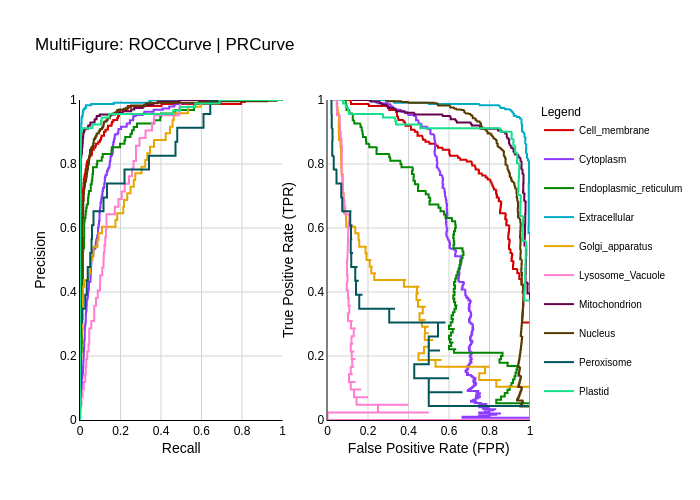 MultiFigure: ROCCurve | PRCurve
Precision
1
0.8
0.6
0.4
0.2
0
0 0.2 0.4 0.6 0.8 1
Recall
True Positive Rate (TPR)
1
0.8
0.6
0.4
0.2
0
0 0.2 0.4 0.6 0.8 1
False Positive Rate (FPR)
Legend
Cell_membrane
Cytoplasm
Endoplasmic_reticulum
Extracellular
Golgi_apparatus
Lysosome_Vacuole
Mitochondrion
Nucleus
Peroxisome
Plastid